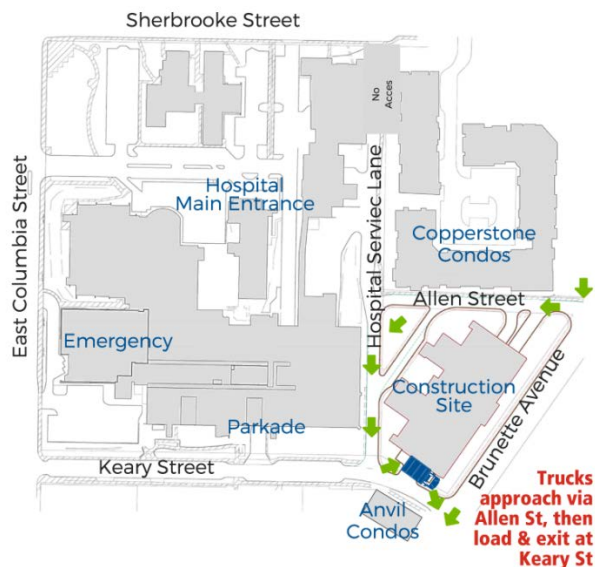 Sherbrooke Street
No
Acces
East Columbia Street
Hospital
Main Entrance
Hospital Serviec Lane
Copperstone
Condos
Allen Street
Emergency
Construction
Site
Brunette Avenue
Parkade
Keary Street
Anvil
Condos
Trucks
approach via
Allen St, then
load & exit at
Keary St